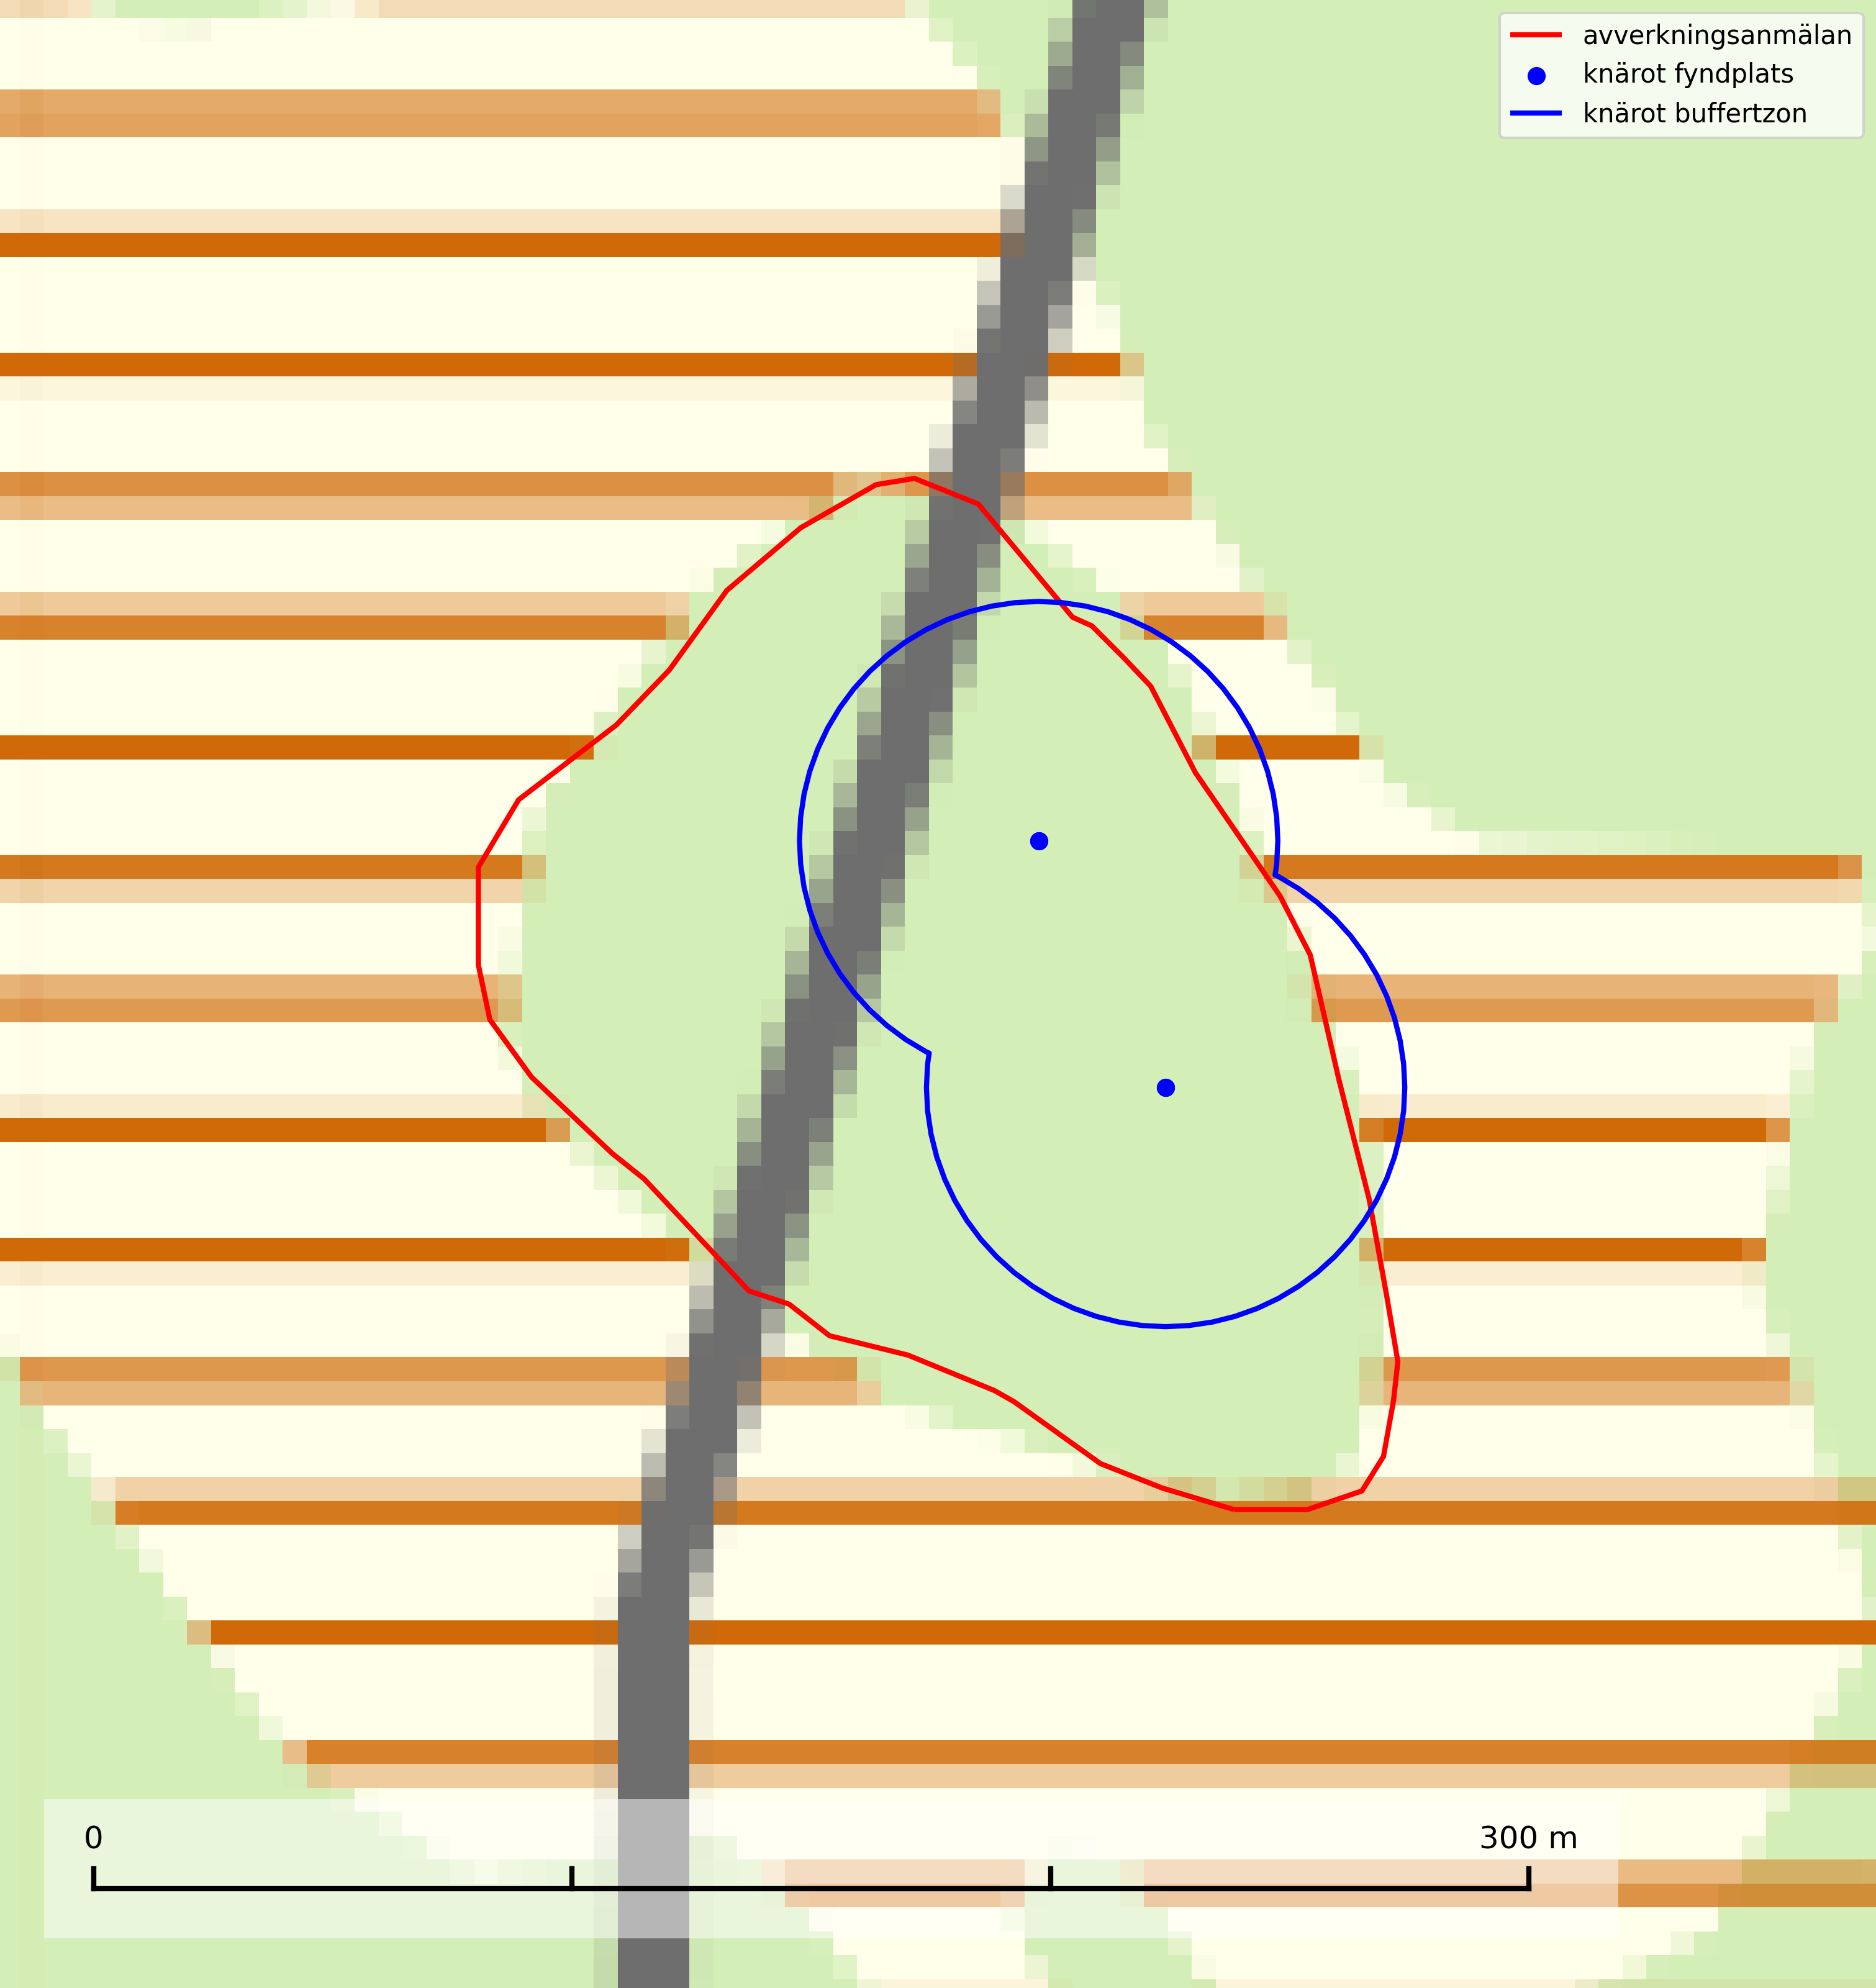 avverkningsanmälan
knärot fyndplats
knärot buffertzon
0
300 m